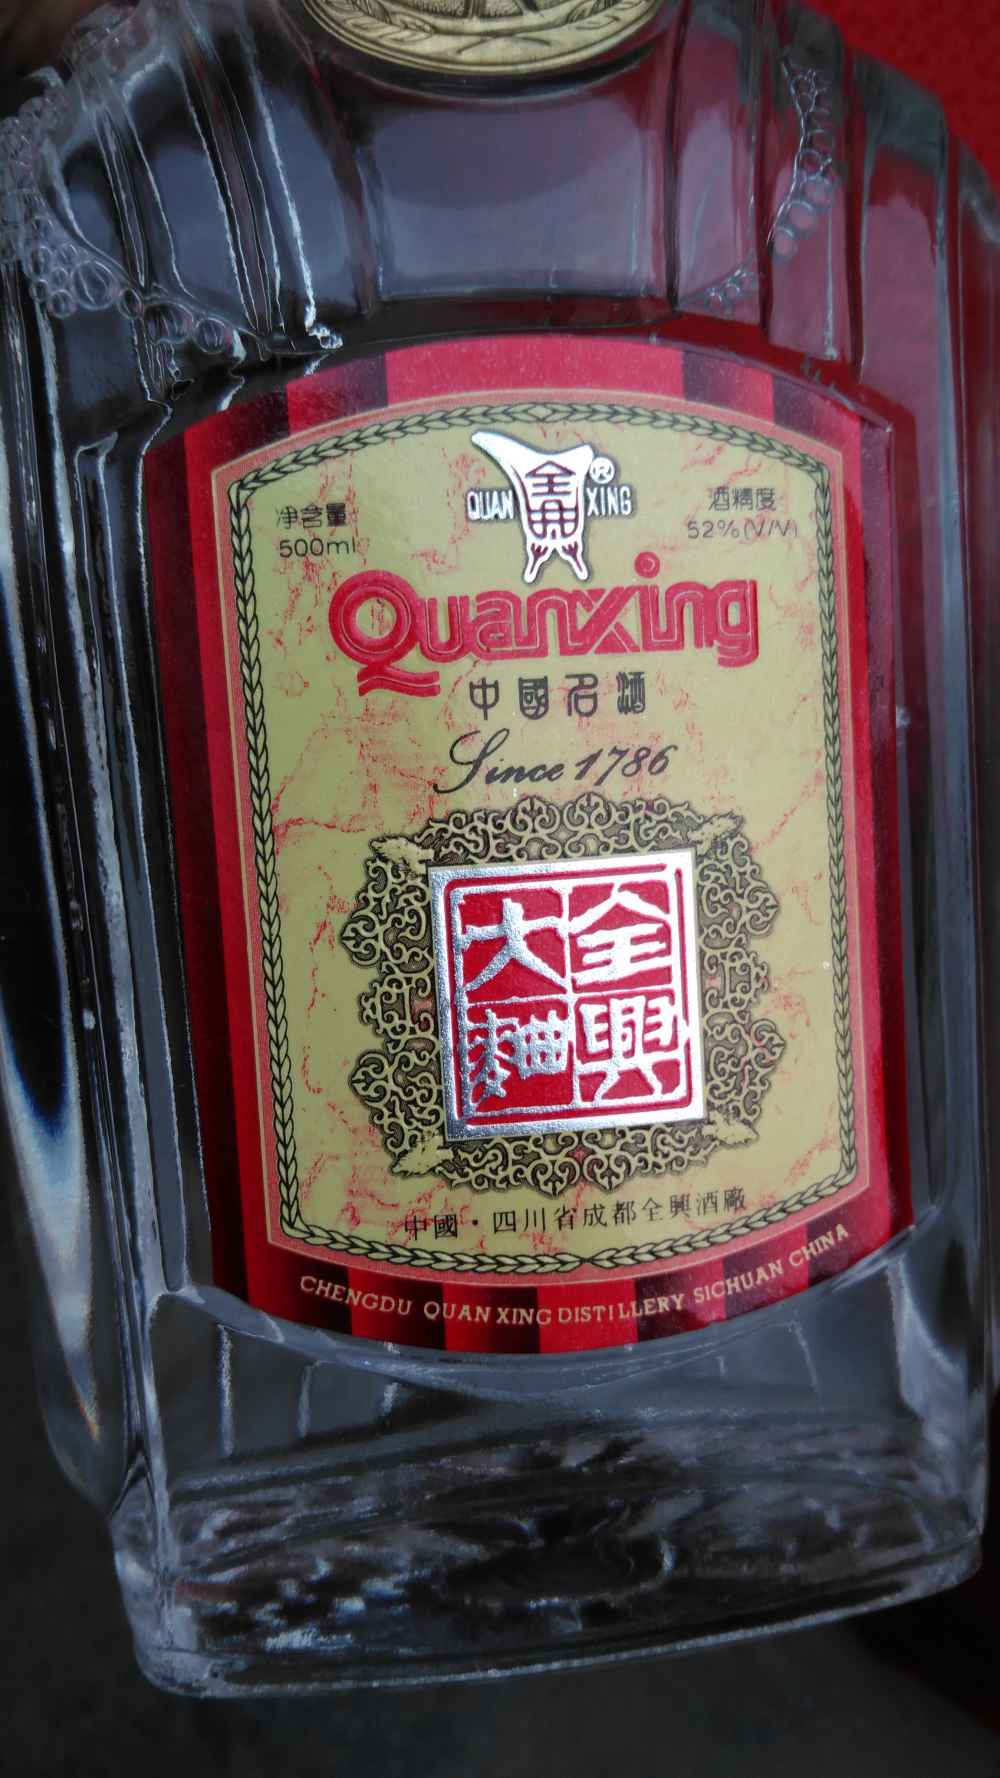 QUAN 全興 XING ®
净含量
500ml
酒精度
52%(V/V)
Quanxing
中國名酒
Since 1786
全興
大麯
中國·四川省成都全興酒廠
CHENGDU QUAN XING DISTILLERY SICHUAN CHINA